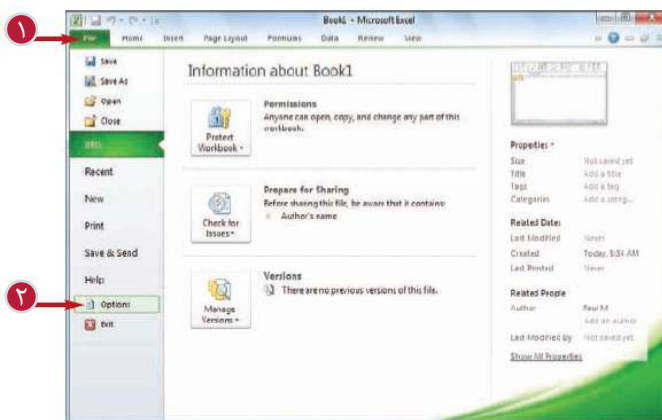 Book1 - Microsoft Excel
۱
File Home Insert Page Layout Formulas Data Review View
Save
Save As
Open
Close
Info
Recent
New
Print
Save & Send
Help
۲
Options
Exit
Information about Book1
Protect
Workbook
Permissions
Anyone can open, copy, and change any part of this
workbook.
Check for
Issues
Prepare for Sharing
Before sharing this file, be aware that it contains:
Author's name
Manage
Versions
Versions
There are no previous versions of this file.
Properties
Size Not saved yet
Title Add a title
Tags Add a tag
Categories Add a categ...
Related Dates
Last Modified Never
Created Today, 5:34 AM
Last Printed Never
Related People
Author Paul M
Add an author
Last Modified By Not saved yet
Show All Properties